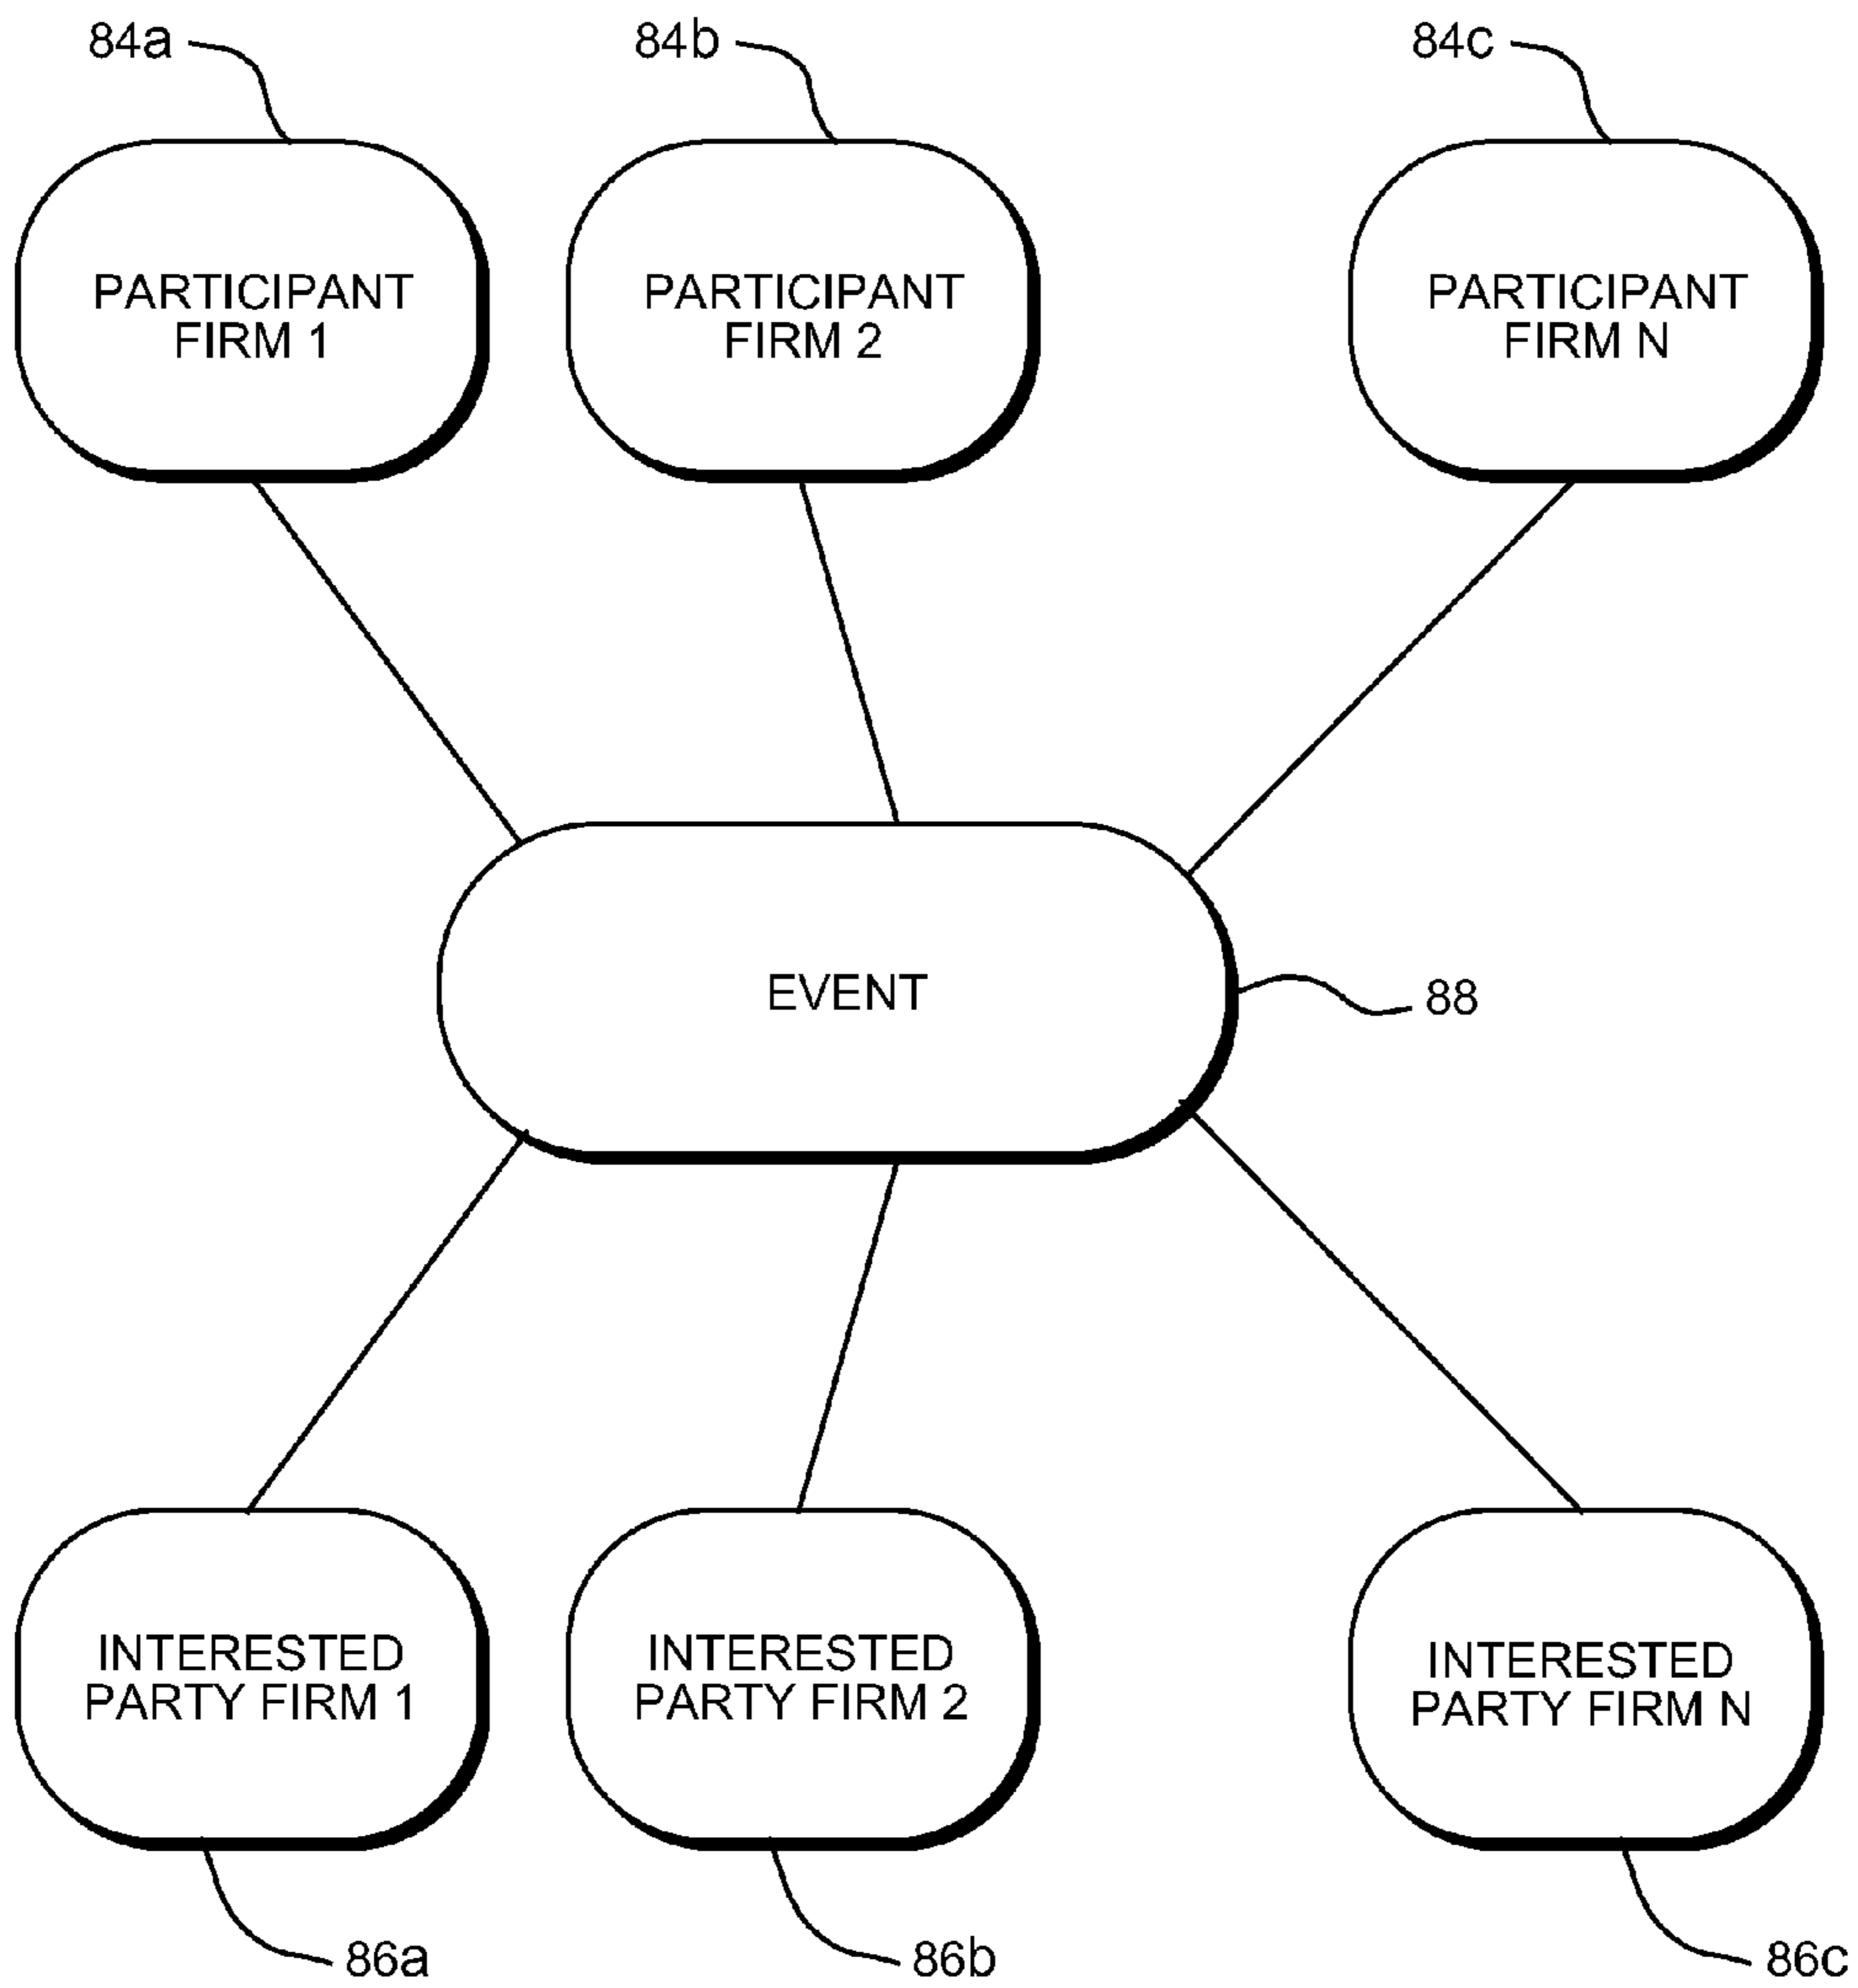 84a
84b
84c
PARTICIPANT
FIRM 1
PARTICIPANT
FIRM 2
PARTICIPANT
FIRM N
EVENT
88
INTERESTED
PARTY FIRM 1
INTERESTED
PARTY FIRM 2
INTERESTED
PARTY FIRM N
86a
86b
86c